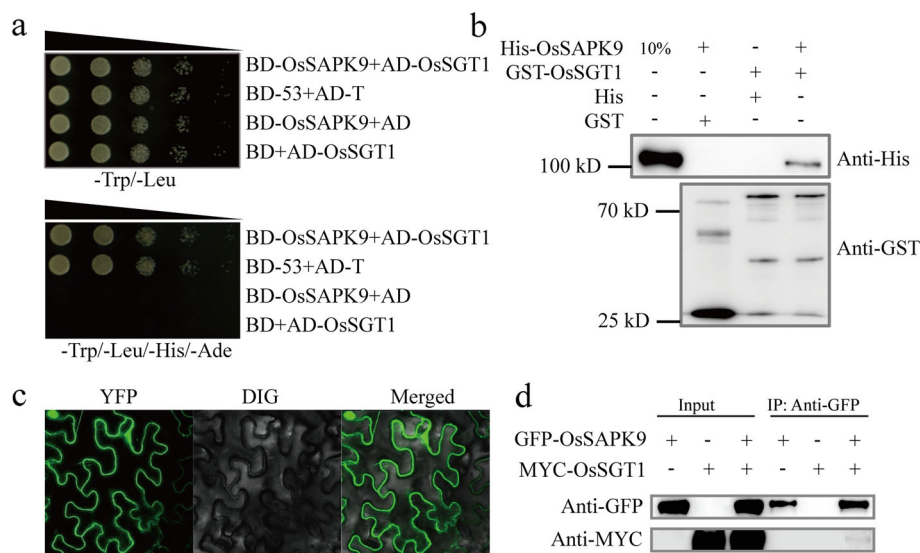 a
BD-OsSAPK9+AD-OsSGT1
BD-53+AD-T
BD-OsSAPK9+AD
BD+AD-OsSGT1
-Trp/-Leu
BD-OsSAPK9+AD-OsSGT1
BD-53+AD-T
BD-OsSAPK9+AD
BD+AD-OsSGT1
-Trp/-Leu/-His/-Ade
b
His-OsSAPK9 10% + - +
GST-OsSGT1 - - + +
His - - + -
GST - + - -
100 kD Anti-His
70 kD
Anti-GST
25 kD
c
YFP DIG Merged
d
Input IP: Anti-GFP
GFP-OsSAPK9 + - + + - +
MYC-OsSGT1 - + + - + +
Anti-GFP
Anti-MYC